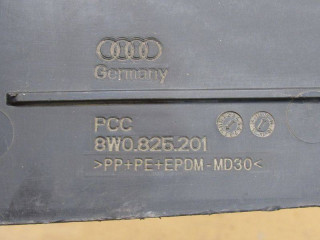 Germany
PCC
8W0.825.201
>PP+PE+EPDM-MD30<